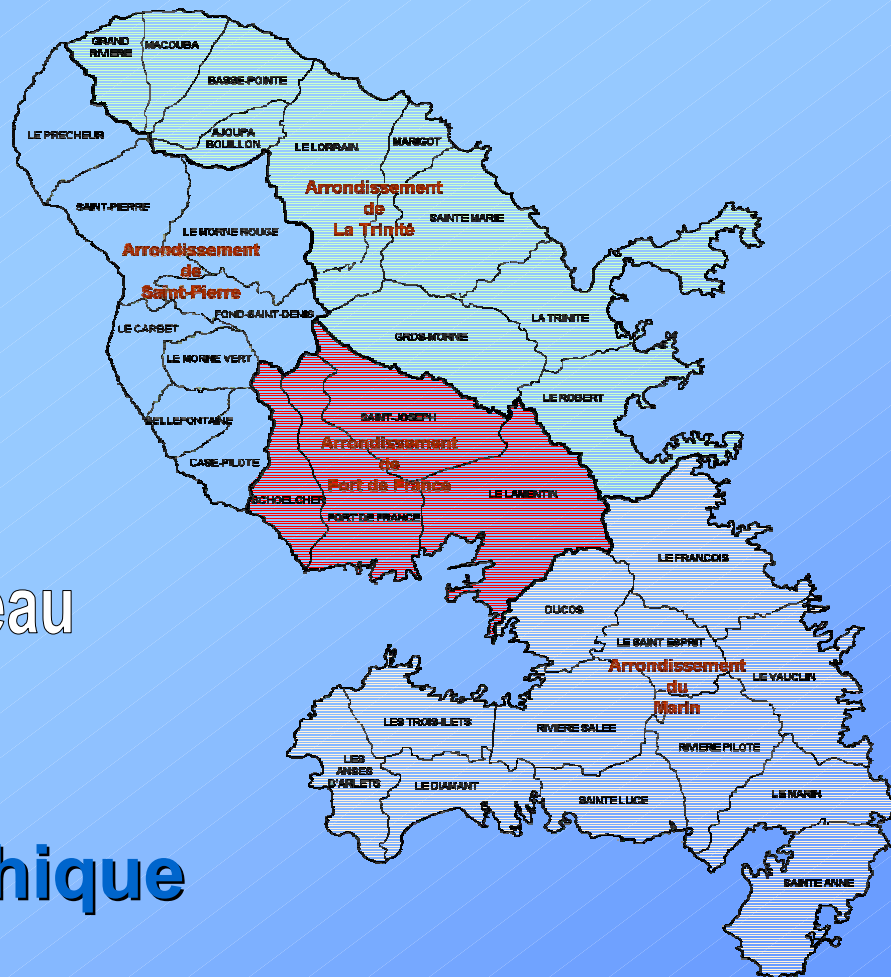 GRAND
RIVIERE
MACOUBA
BASSE-POINTE
LE PRECHEUR
AJOUPA
BOUILLON
LE LORRAIN
MARIGOT
Arrondissement
de
La Trinité
SAINT-PIERRE
SAINTE MARIE
LE MORNE ROUGE
Arrondissement
de
Saint-Pierre
FOND-SAINT-DENIS
LE CARBET
LA TRINITE
GROS-MORNE
LE MORNE VERT
LE ROBERT
BELLEFONTAINE
SAINT-JOSEPH
Arrondissement
de
Fort de France
CASE-PILOTE
SCHOELCHER
LE LAMENTIN
FORT DE FRANCE
LE FRANCOIS
DUCOS
eau
LE SAINT ESPRIT
Arrondissement
du
Marin
LE VAUCLIN
LES TROIS-ILETS
RIVIERE SALEE
RIVIERE PILOTE
LES
ANSES
D'ARLETS
LE DIAMANT
SAINTE LUCE
LE MARIN
hique
SAINTE ANNE